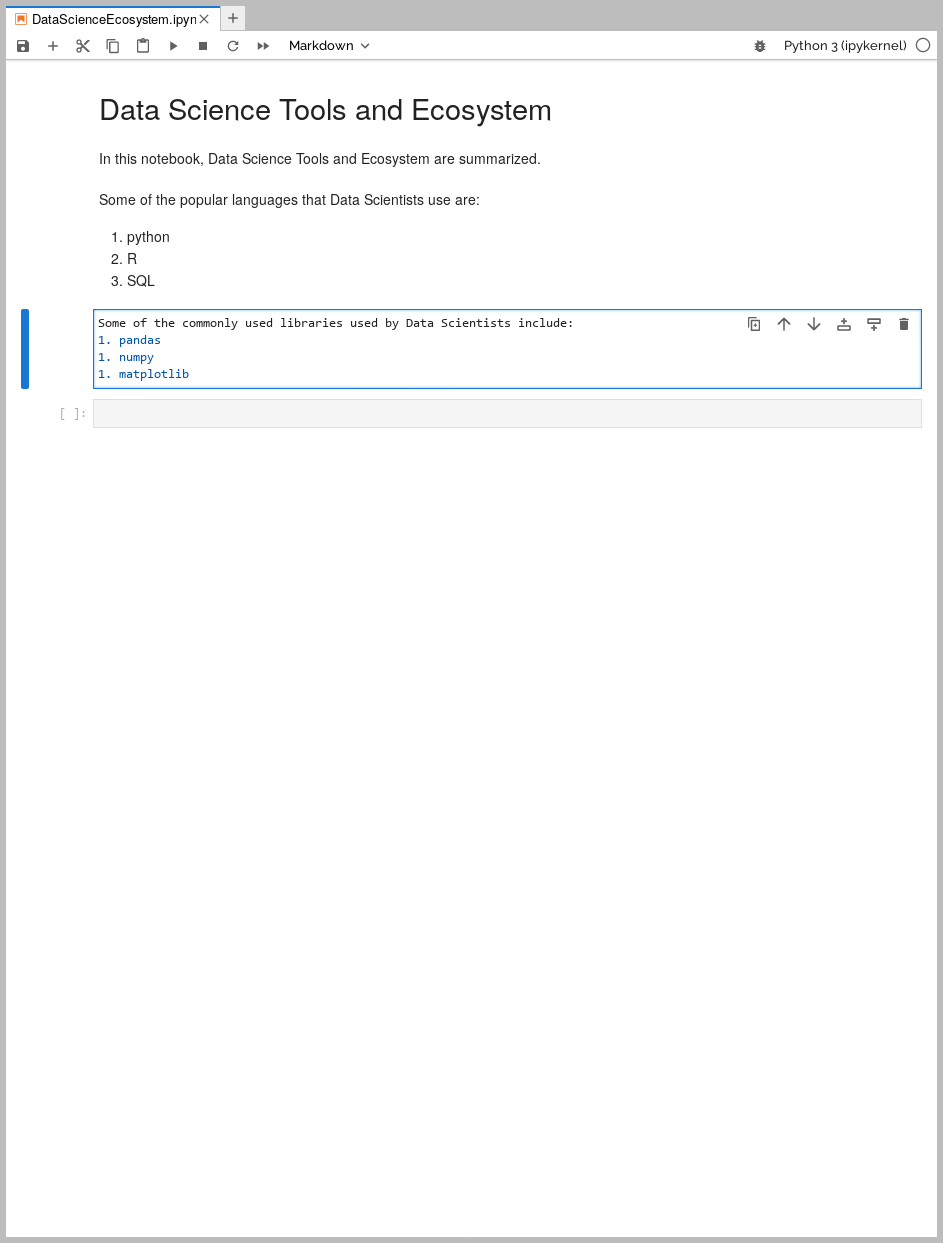 DataScienceEcosystem.ipyn
Markdown
Python 3 (ipykernel)
Data Science Tools and Ecosystem
In this notebook, Data Science Tools and Ecosystem are summarized.
Some of the popular languages that Data Scientists use are:
1. python
2. R
3. SQL
Some of the commonly used libraries used by Data Scientists include:
1. pandas
1. numpy
1. matplotlib
[ ]: